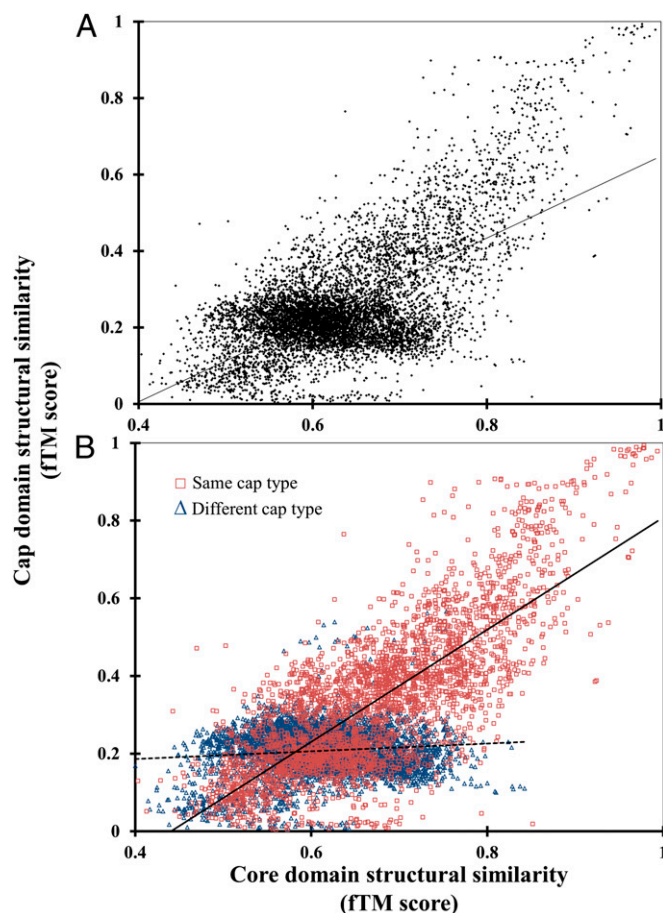 A
1
0.8
0.6
0.4
0.2
0
0.4
0.6
0.8
1
Cap domain structural similarity
(fTM score)
B
1
0.8
0.6
0.4
0.2
0
Same cap type
Different cap type
0.4
0.6
0.8
1
Core domain structural similarity
(fTM score)